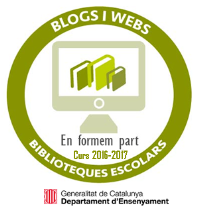 BLOGS I WEBS
En formem part
Curs 2016-2017
BIBLIOTEQUES ESCOLARS
Generalitat de Catalunya
Departament d'Ensenyament